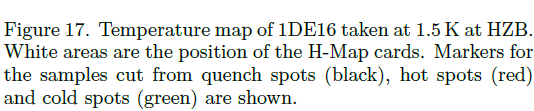 Figure 17. Temperature map of 1DE16 taken at 1.5 K at HZB.
White areas are the position of the H-Map cards. Markers for
the samples cut from quench spots (black), hot spots (red)
and cold spots (green) are shown.